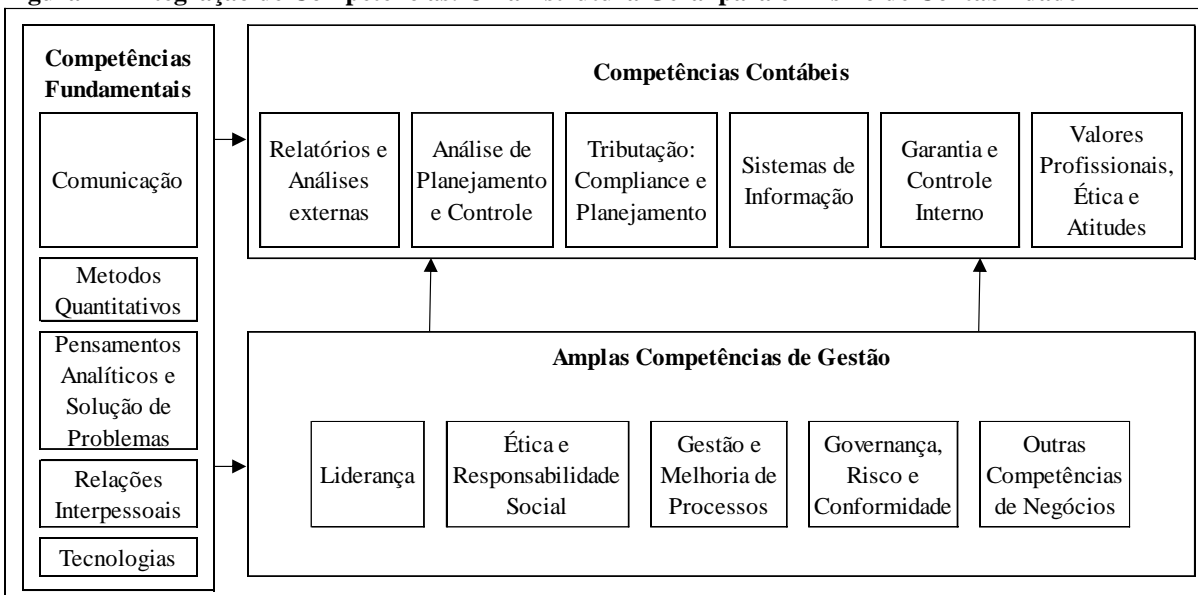 Competências
Fundamentais
Comunicação
Metodos
Quantitativos
Pensamentos
Analíticos e
Solução de
Problemas
Relações
Interpessoais
Tecnologias
Competências Contábeis
Relatórios e
Análises
externas
Análise de
Planejamento
e Controle
Tributação:
Compliance e
Planejamento
Sistemas de
Informação
Garantia e
Controle
Interno
Valores
Profissionais,
Ética e
Atitudes
Amplas Competências de Gestão
Liderança
Ética e
Responsabilidade
Social
Gestão e
Melhoria de
Processos
Governança,
Risco e
Conformidade
Outras
Competências
de Negócios